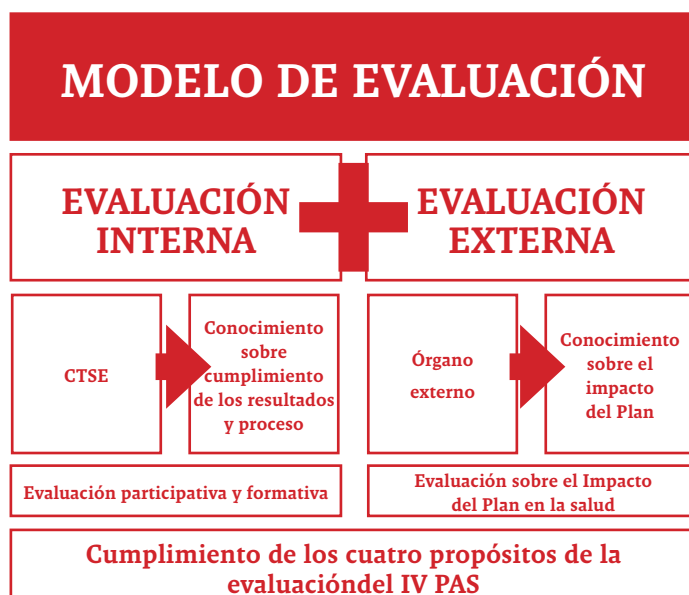 MODELO DE EVALUACIÓN
EVALUACIÓN
INTERNA
EVALUACIÓN
EXTERNA
CTSE
Conocimiento
sobre
cumplimiento
de los resultados
y proceso
Órgano
externo
Conocimiento
sobre el
impacto
del Plan
Evaluación participativa y formativa
Evaluación sobre el Impacto
del Plan en la salud
Cumplimiento de los cuatro propósitos de la
evaluacióndel IV PAS